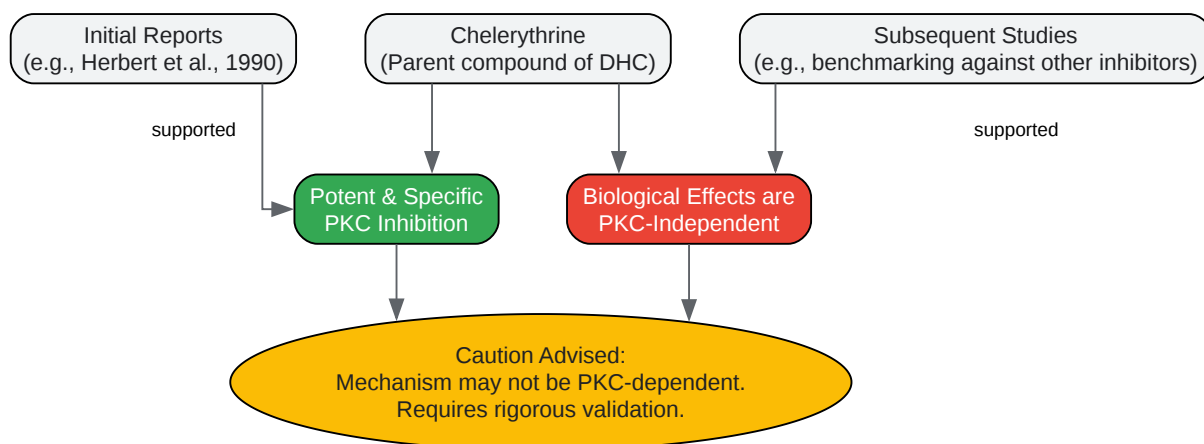 Initial Reports
(e.g., Herbert et al., 1990)
Chelerythrine
(Parent compound of DHC)
Subsequent Studies
(e.g., benchmarking against other inhibitors)
supported
supported
Potent & Specific
PKC Inhibition
Biological Effects are
PKC-Independent
Caution Advised:
Mechanism may not be PKC-dependent.
Requires rigorous validation.